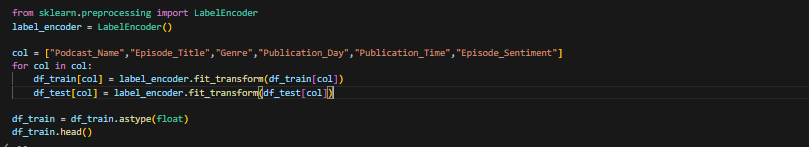 from sklearn.preprocessing import LabelEncoder
label_encoder = LabelEncoder()
col = ["Podcast_Name","Episode_Title","Genre","Publication_Day","Publication_Time","Episode_Sentiment"]
for col in col:
    df_train[col] = label_encoder.fit_transform(df_train[col])
    df_test[col] = label_encoder.fit_transform(df_test[col])
df_train = df_train.astype(float)
df_train.head()